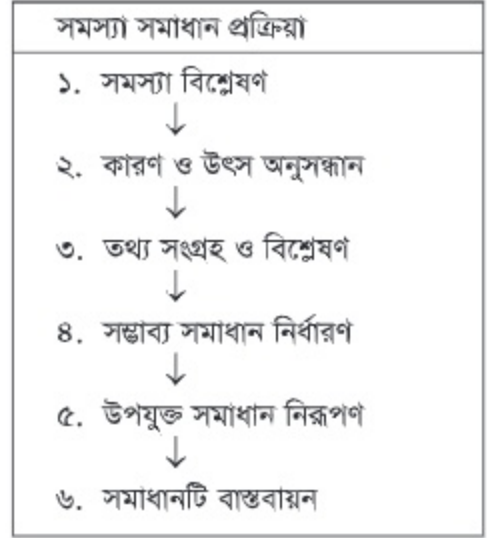 সমস্যা সমাধান প্রক্রিয়া
১. সমস্যা বিশ্লেষণ
↓
২. কারণ ও উৎস অনুসন্ধান
↓
৩. তথ্য সংগ্রহ ও বিশ্লেষণ
↓
৪. সম্ভাব্য সমাধান নির্ধারণ
↓
৫. উপযুক্ত সমাধান নিরূপণ
↓
৬. সমাধানটি বাস্তবায়ন